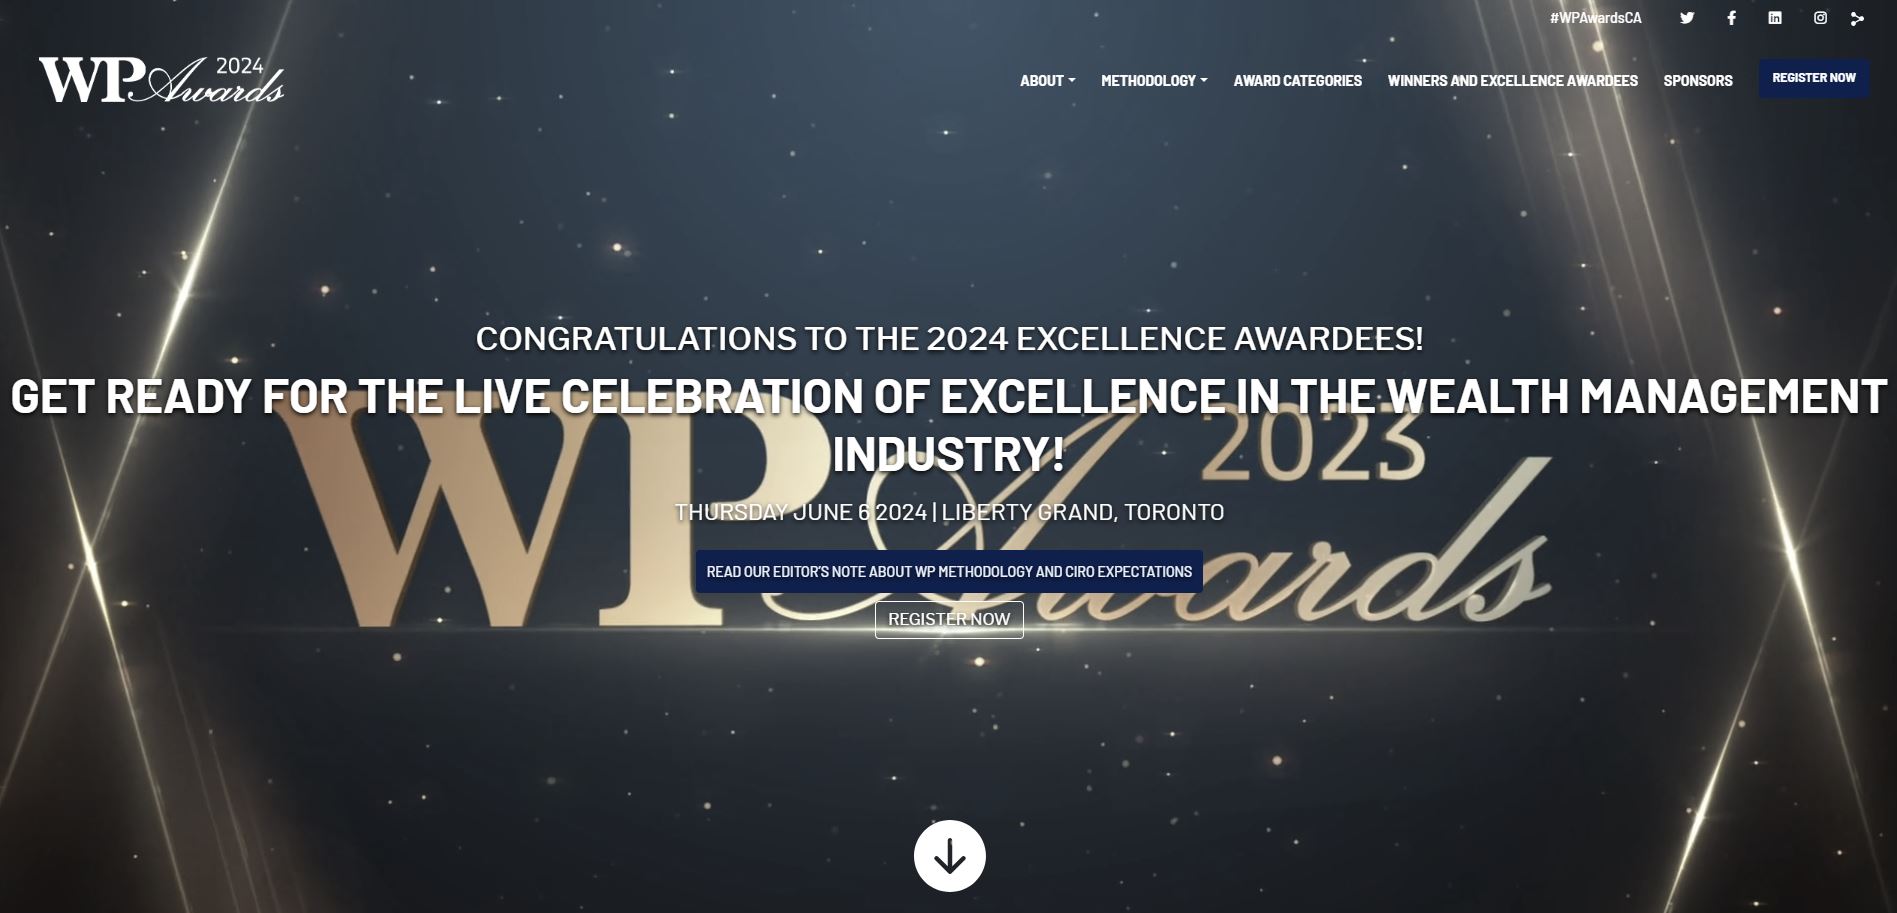 #WPAwardsCA
WP Awards 2024
ABOUT
METHODOLOGY
AWARD CATEGORIES
WINNERS AND EXCELLENCE AWARDEES
SPONSORS
REGISTER NOW
CONGRATULATIONS TO THE 2024 EXCELLENCE AWARDEES!
GET READY FOR THE LIVE CELEBRATION OF EXCELLENCE IN THE WEALTH MANAGEMENT
INDUSTRY!
WP Awards 2023
THURSDAY JUNE 6 2024 | LIBERTY GRAND, TORONTO
READ OUR EDITOR'S NOTE ABOUT WP METHODOLOGY AND CIRO EXPECTATIONS
REGISTER NOW